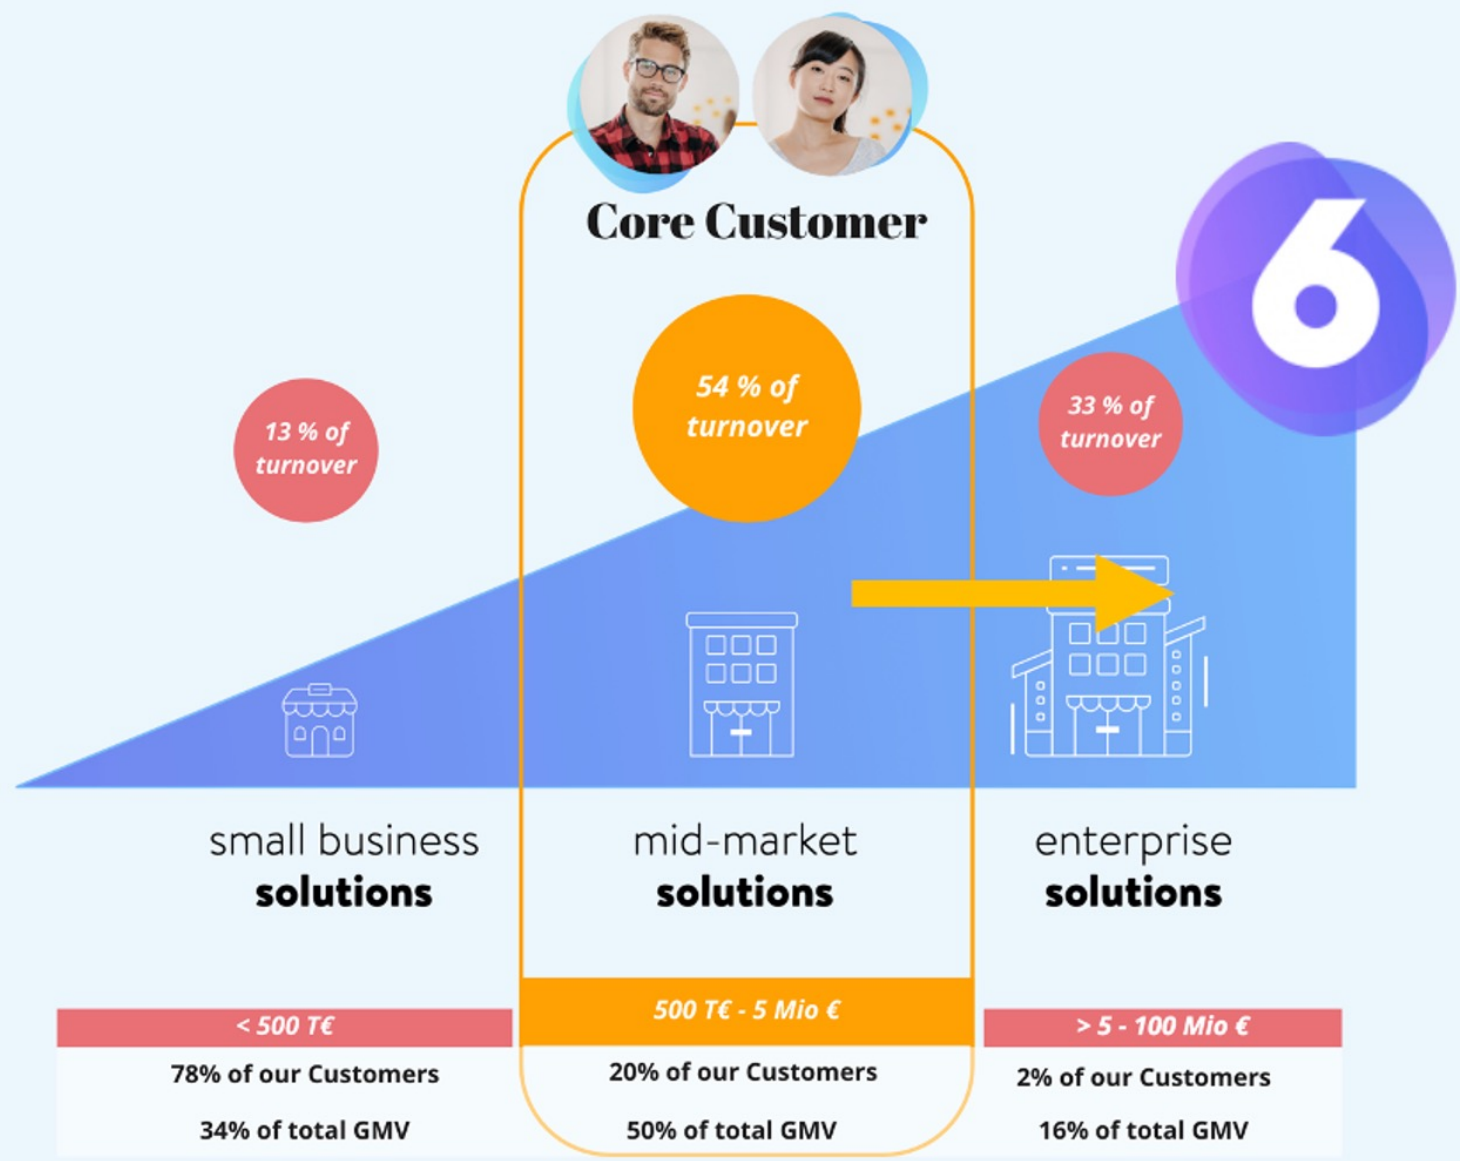 Core Customer
6
13 % of
turnover
54 % of
turnover
33 % of
turnover
small business
solutions
mid-market
solutions
enterprise
solutions
< 500 T€
500 T€ - 5 Mio €
> 5 - 100 Mio €
78% of our Customers
20% of our Customers
2% of our Customers
34% of total GMV
50% of total GMV
16% of total GMV